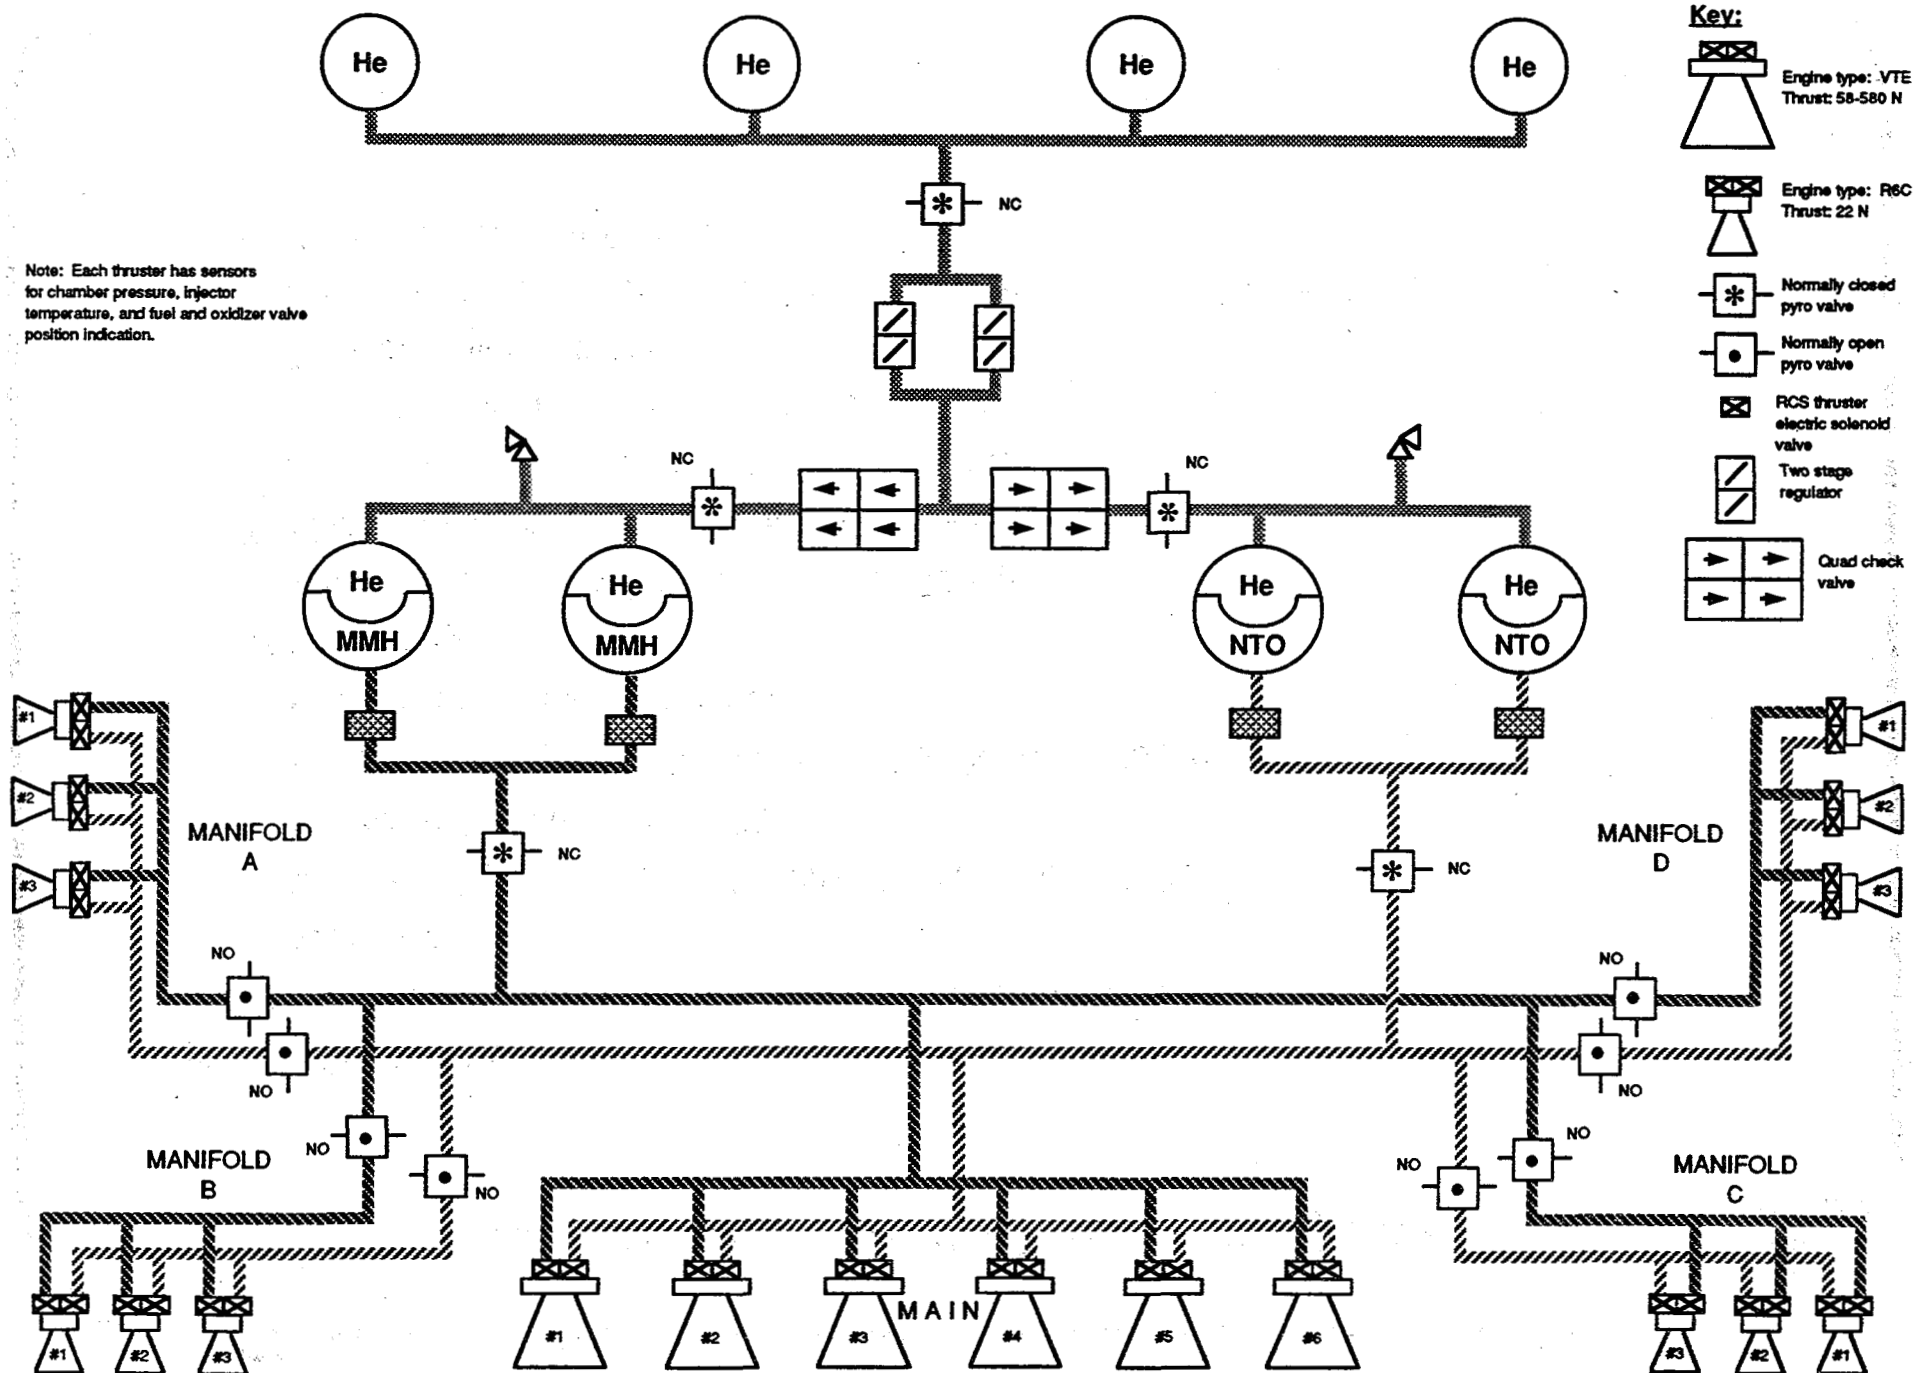 He
He
He
He
Key:
Engine type: VTE
Thrust: 58-580 N
Engine type: R6C
Thrust: 22 N
Normally closed
pyro valve
Normally open
pyro valve
RCS thruster
electric solenoid
valve
Two stage
regulator
Quad check
valve
NC
Note: Each thruster has sensors
for chamber pressure, injector
temperature, and fuel and oxidizer valve
position indication.
NC
NC
He
MMH
He
MMH
He
NTO
He
NTO
#1
#2
#3
MANIFOLD
A
NC
NC
MANIFOLD
D
#1
#2
#3
NO
NO
NO
NO
NO
NO
MANIFOLD
B
NO
NO
MANIFOLD
C
MAIN
#1
#2
#3
#1
#2
#3
#4
#5
#6
#3
#2
#1